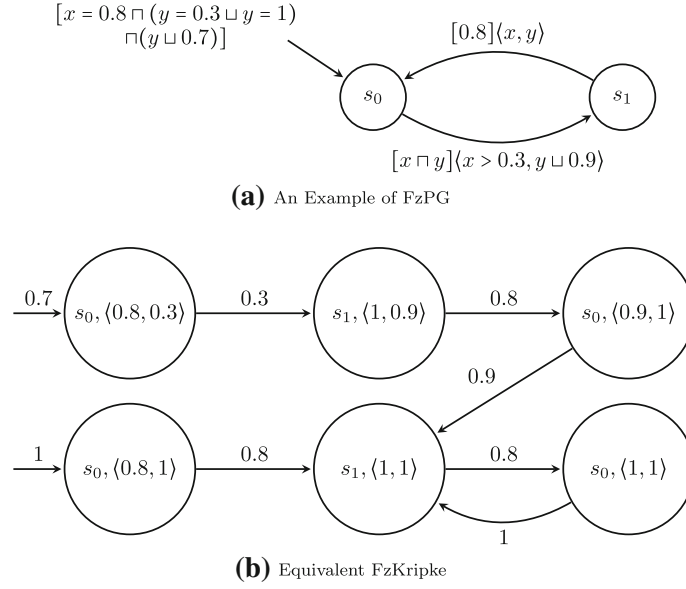 [x = 0.8 ⊓ (y = 0.3 ⊔ y = 1)
⊓(y ⊔ 0.7)]
[0.8]⟨x, y⟩
s₀
s₁
[x ⊓ y]⟨x > 0.3, y ⊔ 0.9⟩
(a) An Example of FzPG
0.7
s₀, ⟨0.8, 0.3⟩
0.3
s₁, ⟨1, 0.9⟩
0.8
s₀, ⟨0.9, 1⟩
0.9
1
s₀, ⟨0.8, 1⟩
0.8
s₁, ⟨1, 1⟩
0.8
s₀, ⟨1, 1⟩
1
(b) Equivalent FzKripke